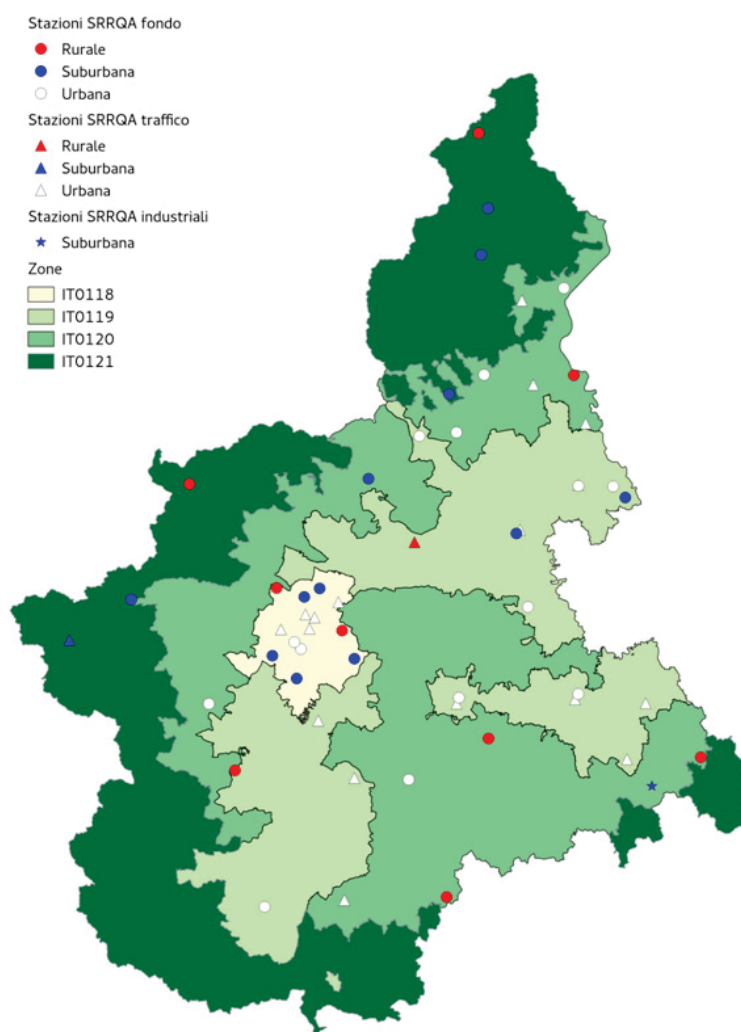 Stazioni SRRQA fondo
Rurale
Suburbana
Urbana
Stazioni SRRQA traffico
Rurale
Suburbana
Urbana
Stazioni SRRQA industriali
Suburbana
Zone
IT0118
IT0119
IT0120
IT0121